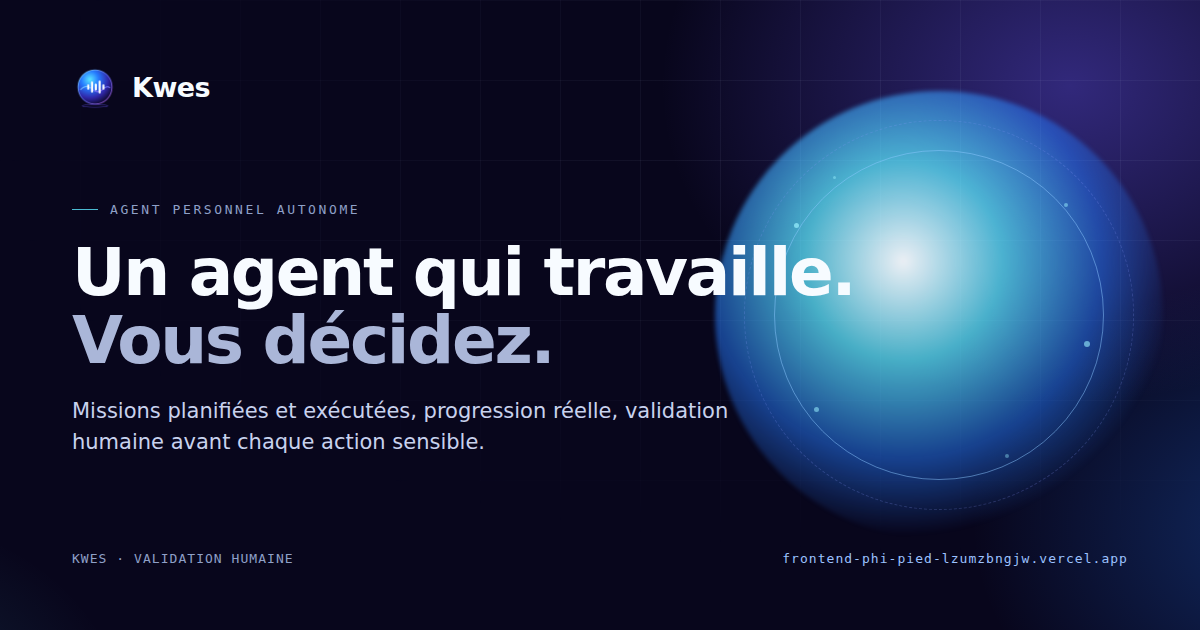 Kwes
AGENT PERSONNEL AUTONOME
Un agent qui travaille.
Vous décidez.
Missions planifiées et exécutées, progression réelle, validation
humaine avant chaque action sensible.
KWES · VALIDATION HUMAINE
frontend-phi-pied-lzumzbngjw.vercel.app